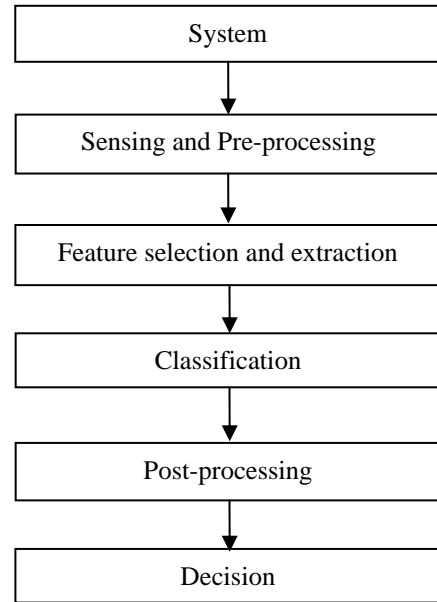 System
Sensing and Pre-processing
Feature selection and extraction
Classification
Post-processing
Decision